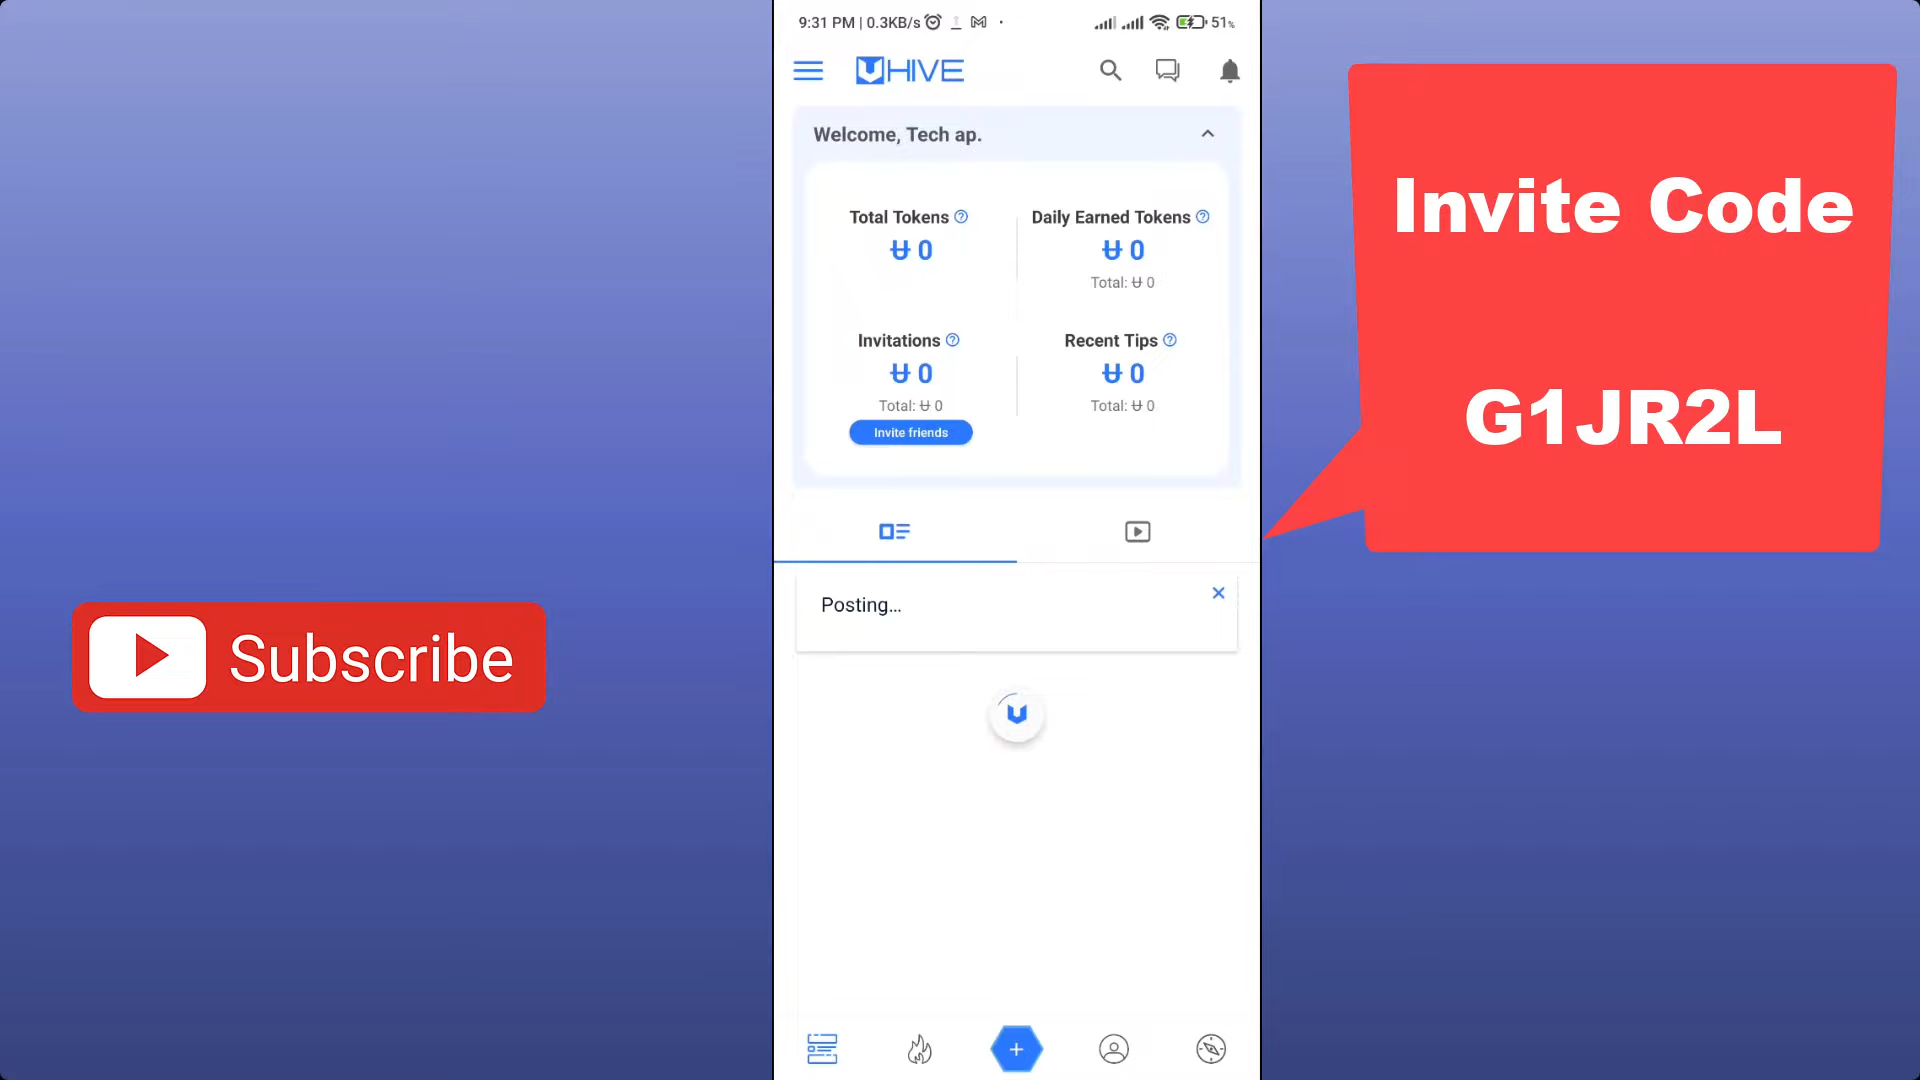 9:31 PM | 0.3KB/s
51%
UHIVE
Welcome, Tech ap.
Total Tokens
Ʉ 0
Daily Earned Tokens
Ʉ 0
Total: Ʉ 0
Invitations
Ʉ 0
Total: Ʉ 0
Invite friends
Recent Tips
Ʉ 0
Total: Ʉ 0
Posting...
Subscribe
Invite Code
G1JR2L